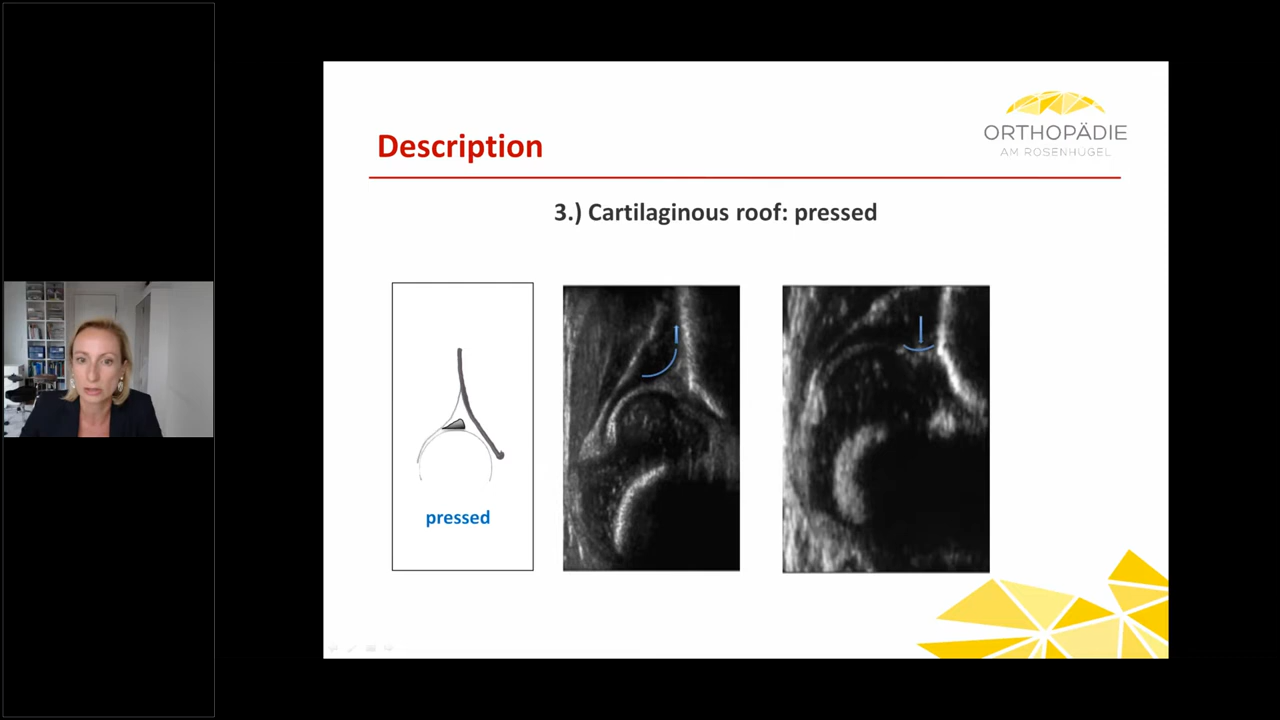 ORTHOPÄDIE
AM ROSENHÜGEL
Description
3.) Cartilaginous roof: pressed
pressed